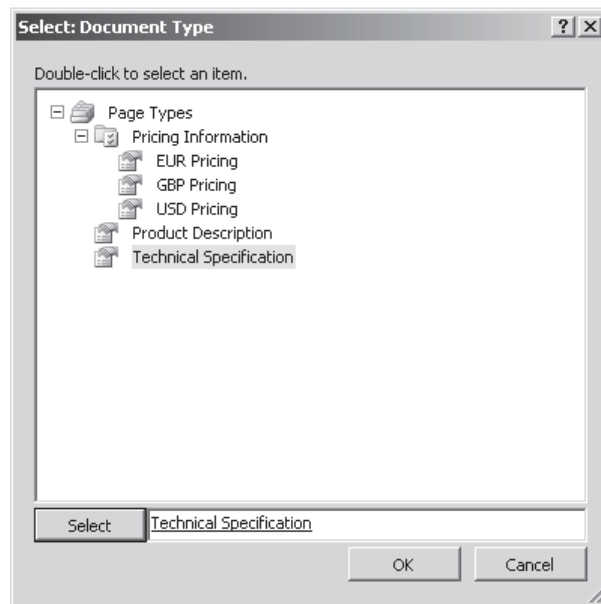 Select: Document Type
Double-click to select an item.
Page Types
Pricing Information
EUR Pricing
GBP Pricing
USD Pricing
Product Description
Technical Specification
Select Technical Specification
OK Cancel